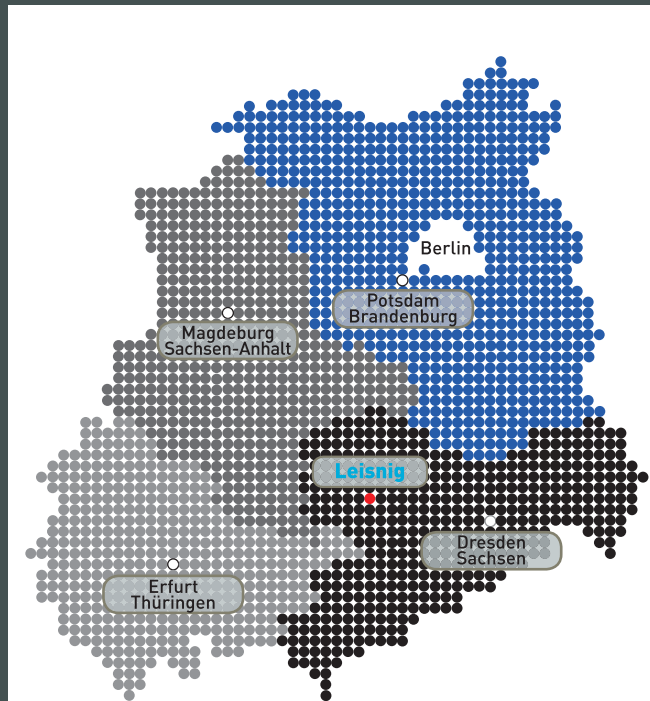 Berlin
Potsdam
Brandenburg
Magdeburg
Sachsen-Anhalt
Leisnig
Dresden
Sachsen
Erfurt
Thüringen